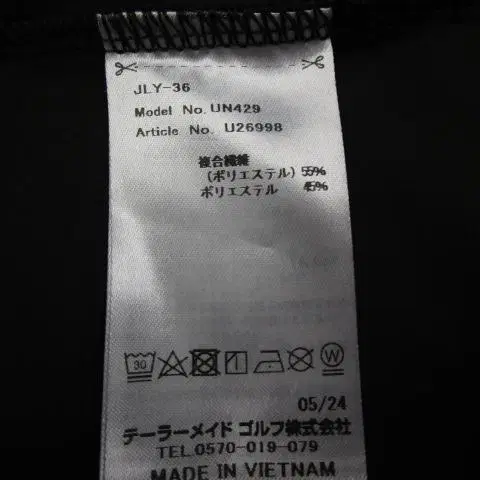 JLY-36
Model No. UN429
Article No. U26998
複合繊維
(ポリエステル) 55%
ポリエステル 45%
30
W
05/24
テーラーメイド ゴルフ株式会社
TEL.0570-019-079
MADE IN VIETNAM